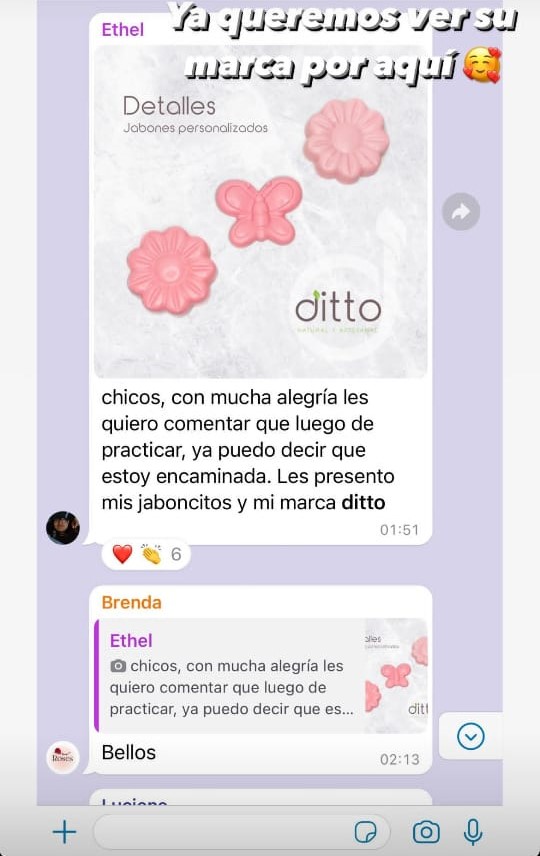 Ya queremos ver su
marca por aquí 🥰
Ethel
Detalles
Jabones personalizados
ditto
NATURAL Y ARTESANAL
chicos, con mucha alegría les
quiero comentar que luego de
practicar, ya puedo decir que
estoy encaminada. Les presento
mis jaboncitos y mi marca ditto
01:51
❤️ 👏 6
Brenda
Ethel
📷 chicos, con mucha alegría les
quiero comentar que luego de
practicar, ya puedo decir que es...
alles
ditt
Roses
Bellos
02:13